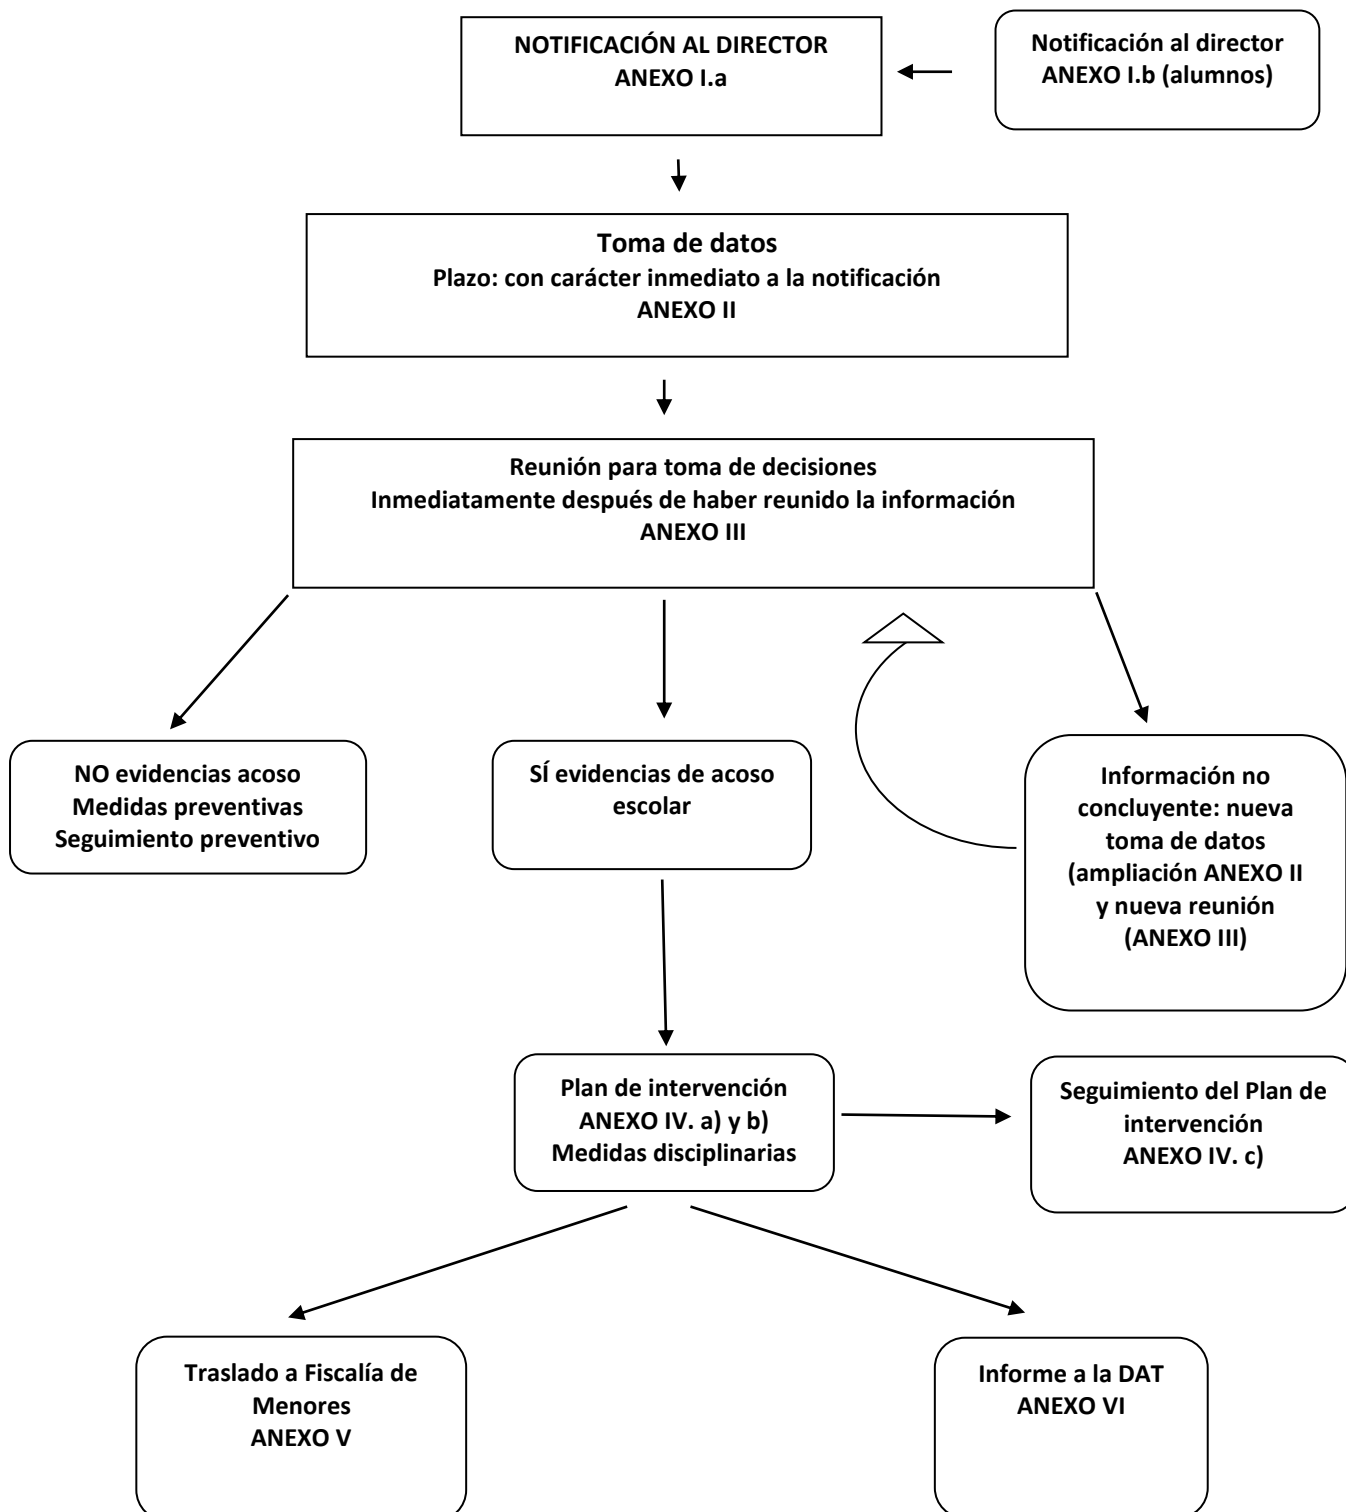 NOTIFICACIÓN AL DIRECTOR
ANEXO I.a
Notificación al director
ANEXO I.b (alumnos)
Toma de datos
Plazo: con carácter inmediato a la notificación
ANEXO II
Reunión para toma de decisiones
Inmediatamente después de haber reunido la información
ANEXO III
NO evidencias acoso
Medidas preventivas
Seguimiento preventivo
SÍ evidencias de acoso
escolar
Información no
concluyente: nueva
toma de datos
(ampliación ANEXO II
y nueva reunión
(ANEXO III)
Plan de intervención
ANEXO IV. a) y b)
Medidas disciplinarias
Seguimiento del Plan de
intervención
ANEXO IV. c)
Traslado a Fiscalía de
Menores
ANEXO V
Informe a la DAT
ANEXO VI